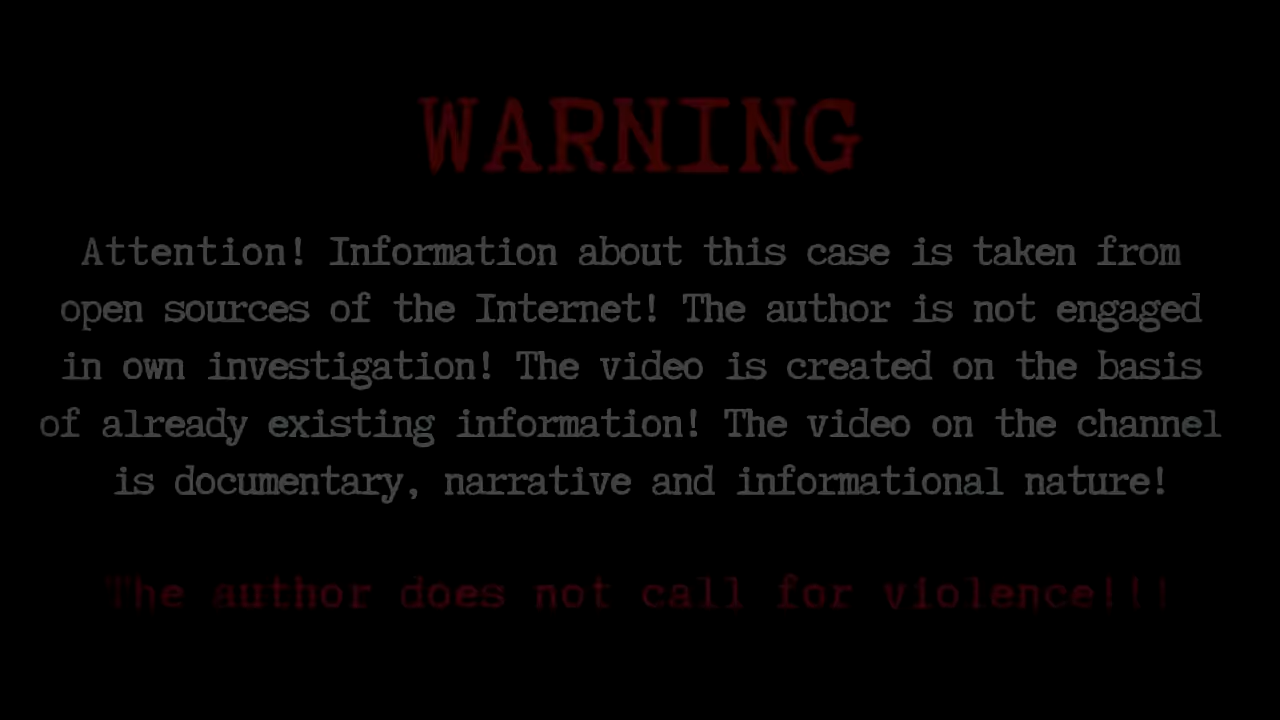 WARNING
Attention! Information about this case is taken from
open sources of the Internet! The author is not engaged
in own investigation! The video is created on the basis
of already existing information! The video on the channel
is documentary, narrative and informational nature!
The author does not call for violence!!!